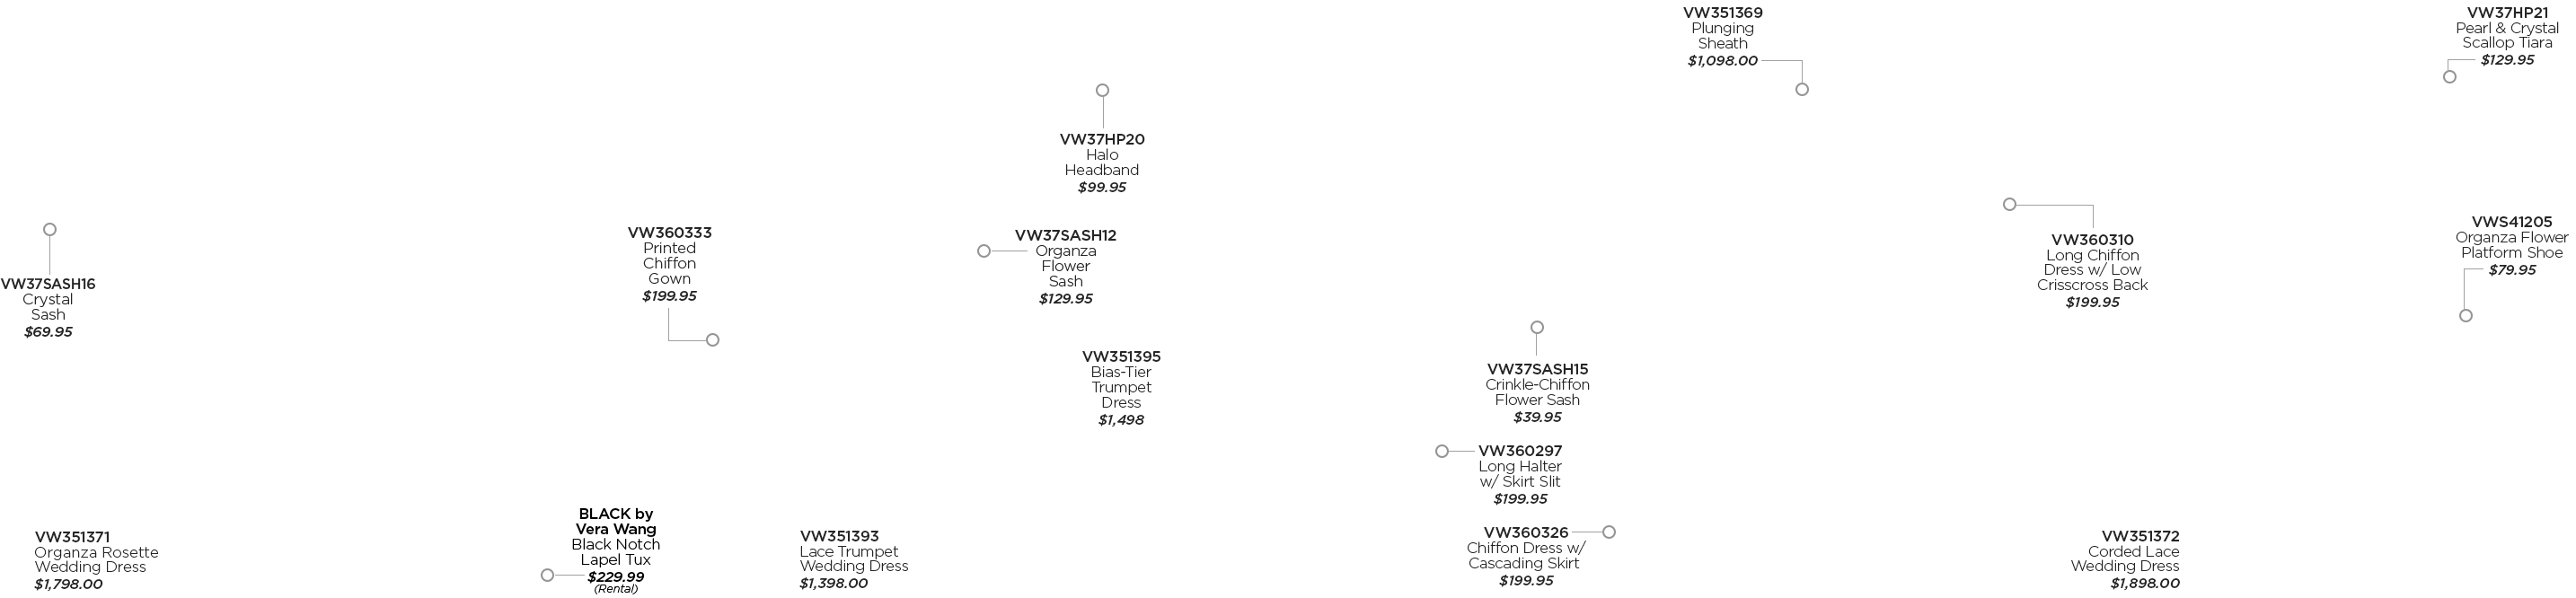 VW37SASH16
Crystal
Sash
$69.95
VW351371
Organza Rosette
Wedding Dress
$1,798.00
VW360333
Printed
Chiffon
Gown
$199.95
BLACK by
Vera Wang
Black Notch
Lapel Tux
$229.99
(Rental)
VW351393
Lace Trumpet
Wedding Dress
$1,398.00
VW37HP20
Halo
Headband
$99.95
VW37SASH12
Organza
Flower
Sash
$129.95
VW351395
Bias-Tier
Trumpet
Dress
$1,498
VW351369
Plunging
Sheath
$1,098.00
VW37SASH15
Crinkle-Chiffon
Flower Sash
$39.95
VW360297
Long Halter
w/ Skirt Slit
$199.95
VW360326
Chiffon Dress w/
Cascading Skirt
$199.95
VW360310
Long Chiffon
Dress w/ Low
Crisscross Back
$199.95
VW351372
Corded Lace
Wedding Dress
$1,898.00
VW37HP21
Pearl & Crystal
Scallop Tiara
$129.95
VWS41205
Organza Flower
Platform Shoe
$79.95